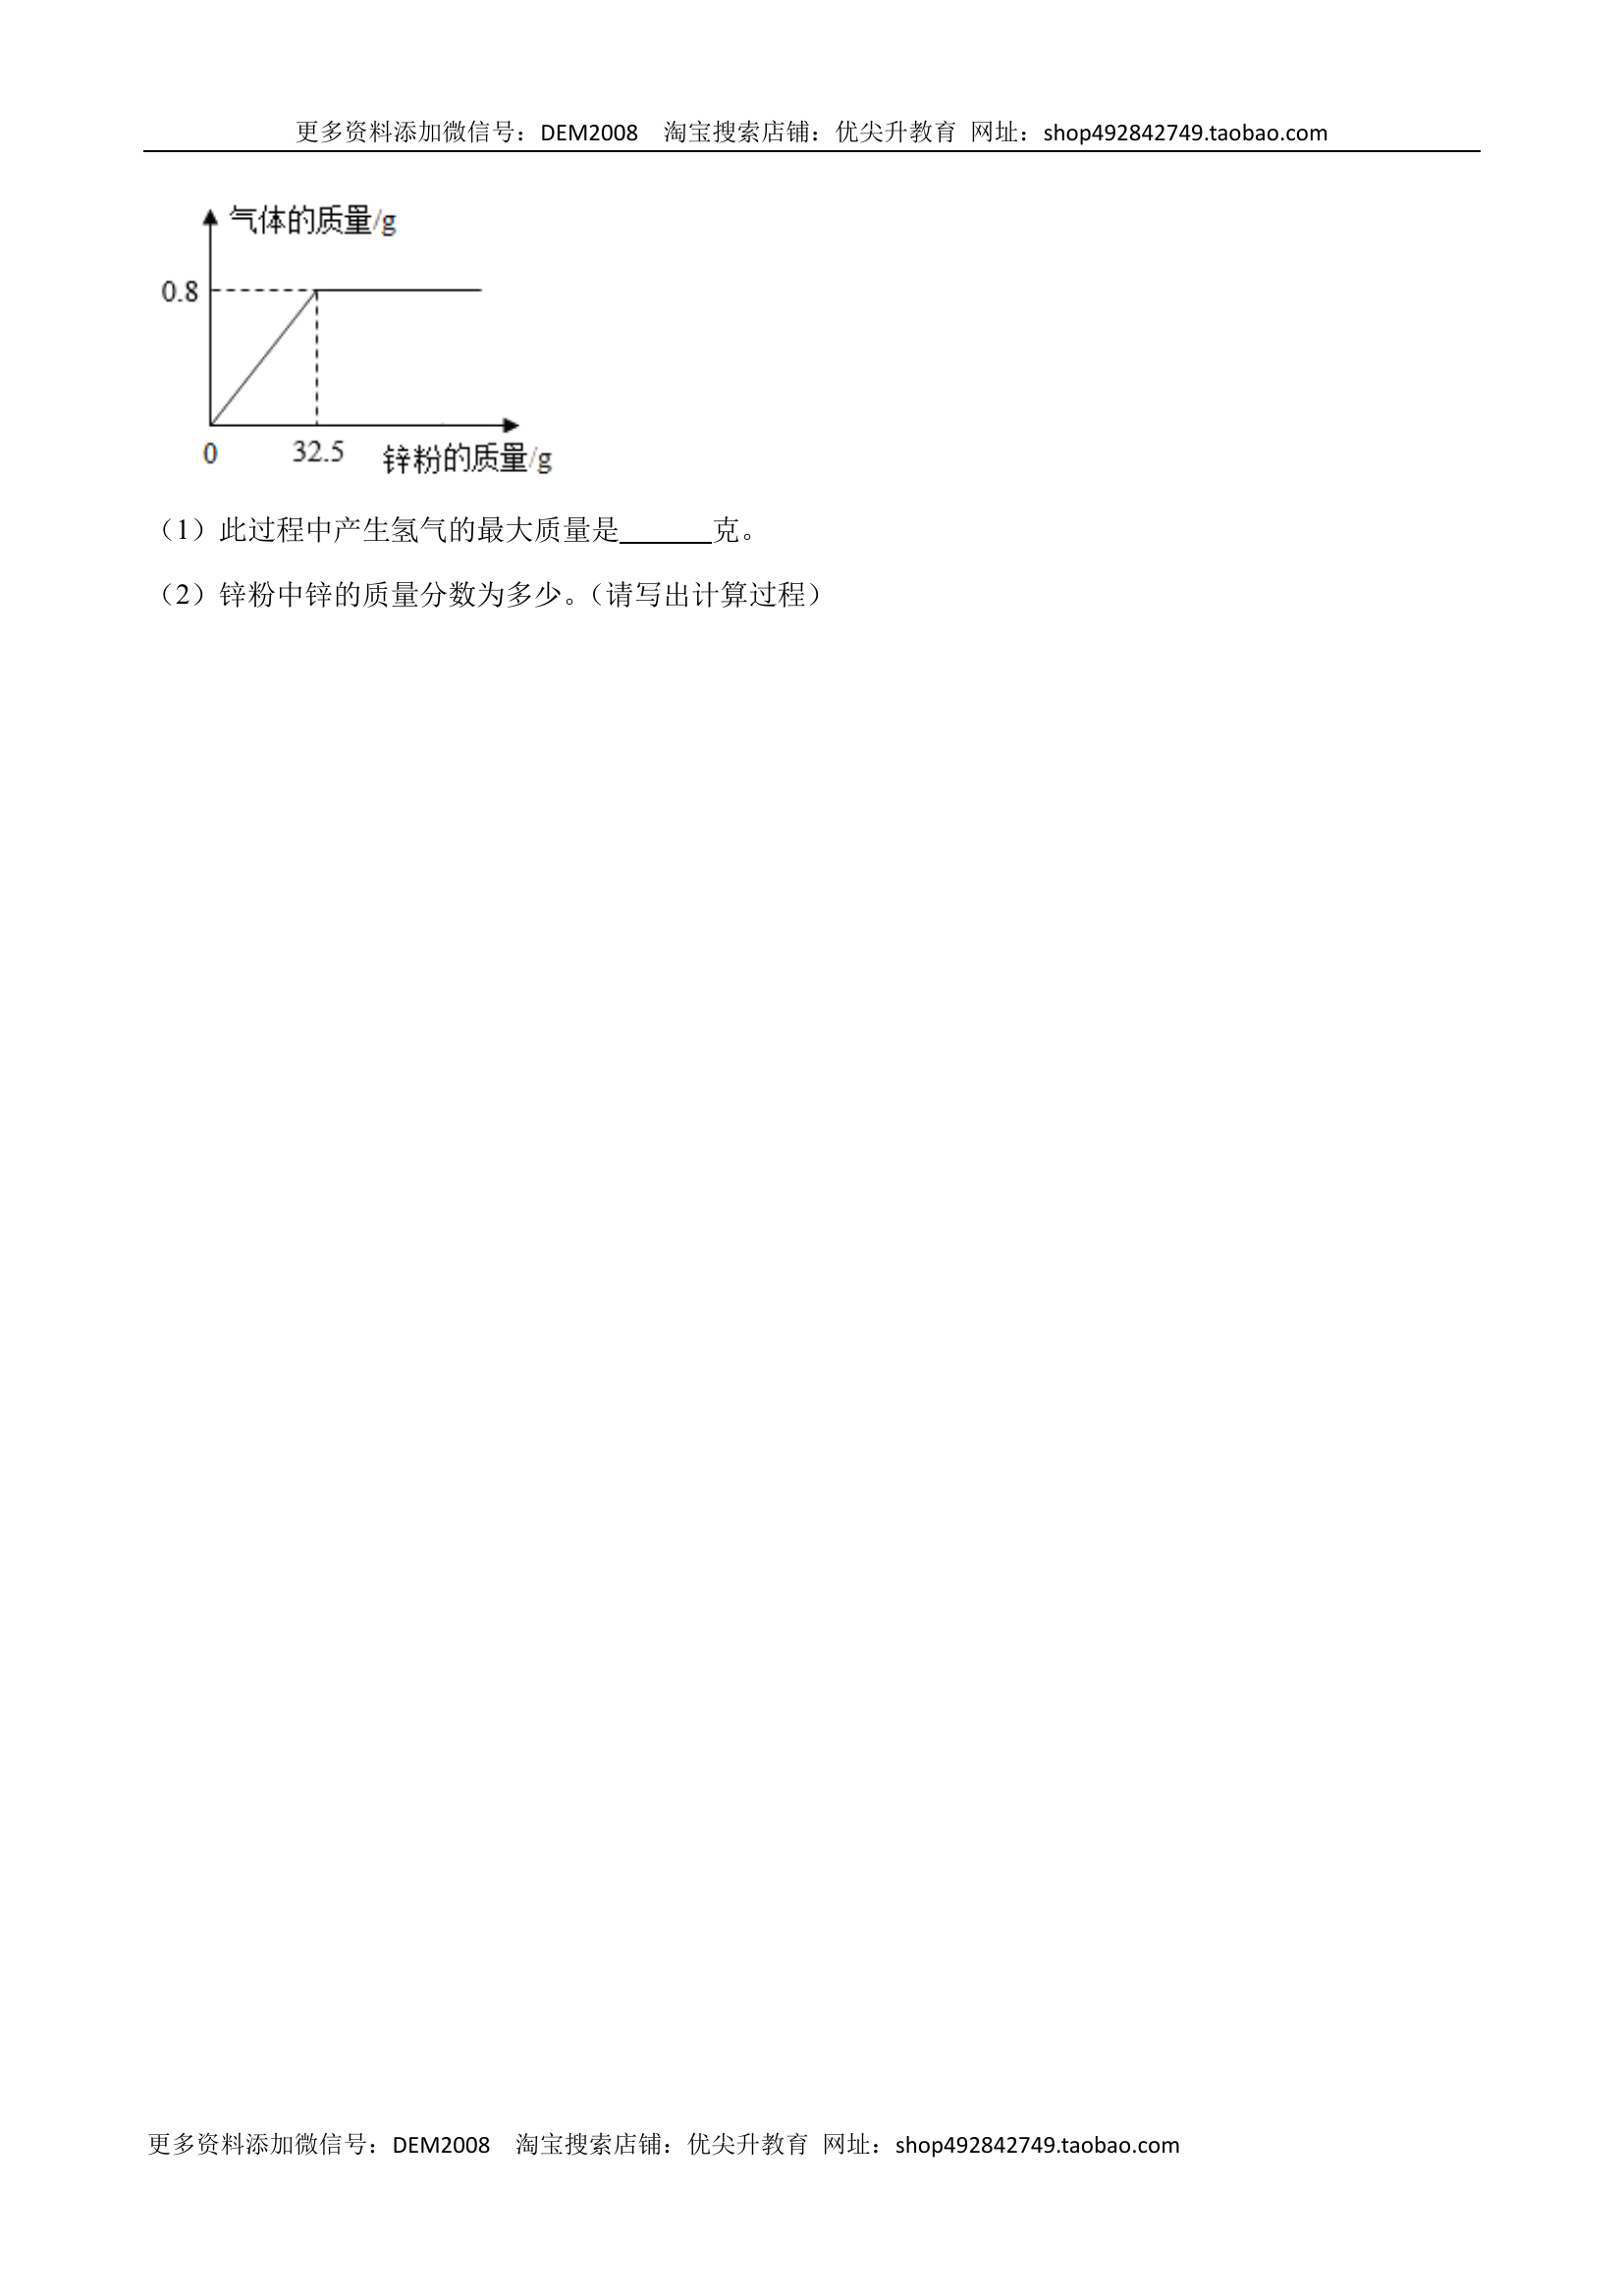 更多资料添加微信号：DEM2008 淘宝搜索店铺：优尖升教育 网址：shop492842749.taobao.com
气体的质量/g
0.8
0
32.5
锌粉的质量/g
（1）此过程中产生氢气的最大质量是______克。
（2）锌粉中锌的质量分数为多少。（请写出计算过程）
更多资料添加微信号：DEM2008 淘宝搜索店铺：优尖升教育 网址：shop492842749.taobao.com